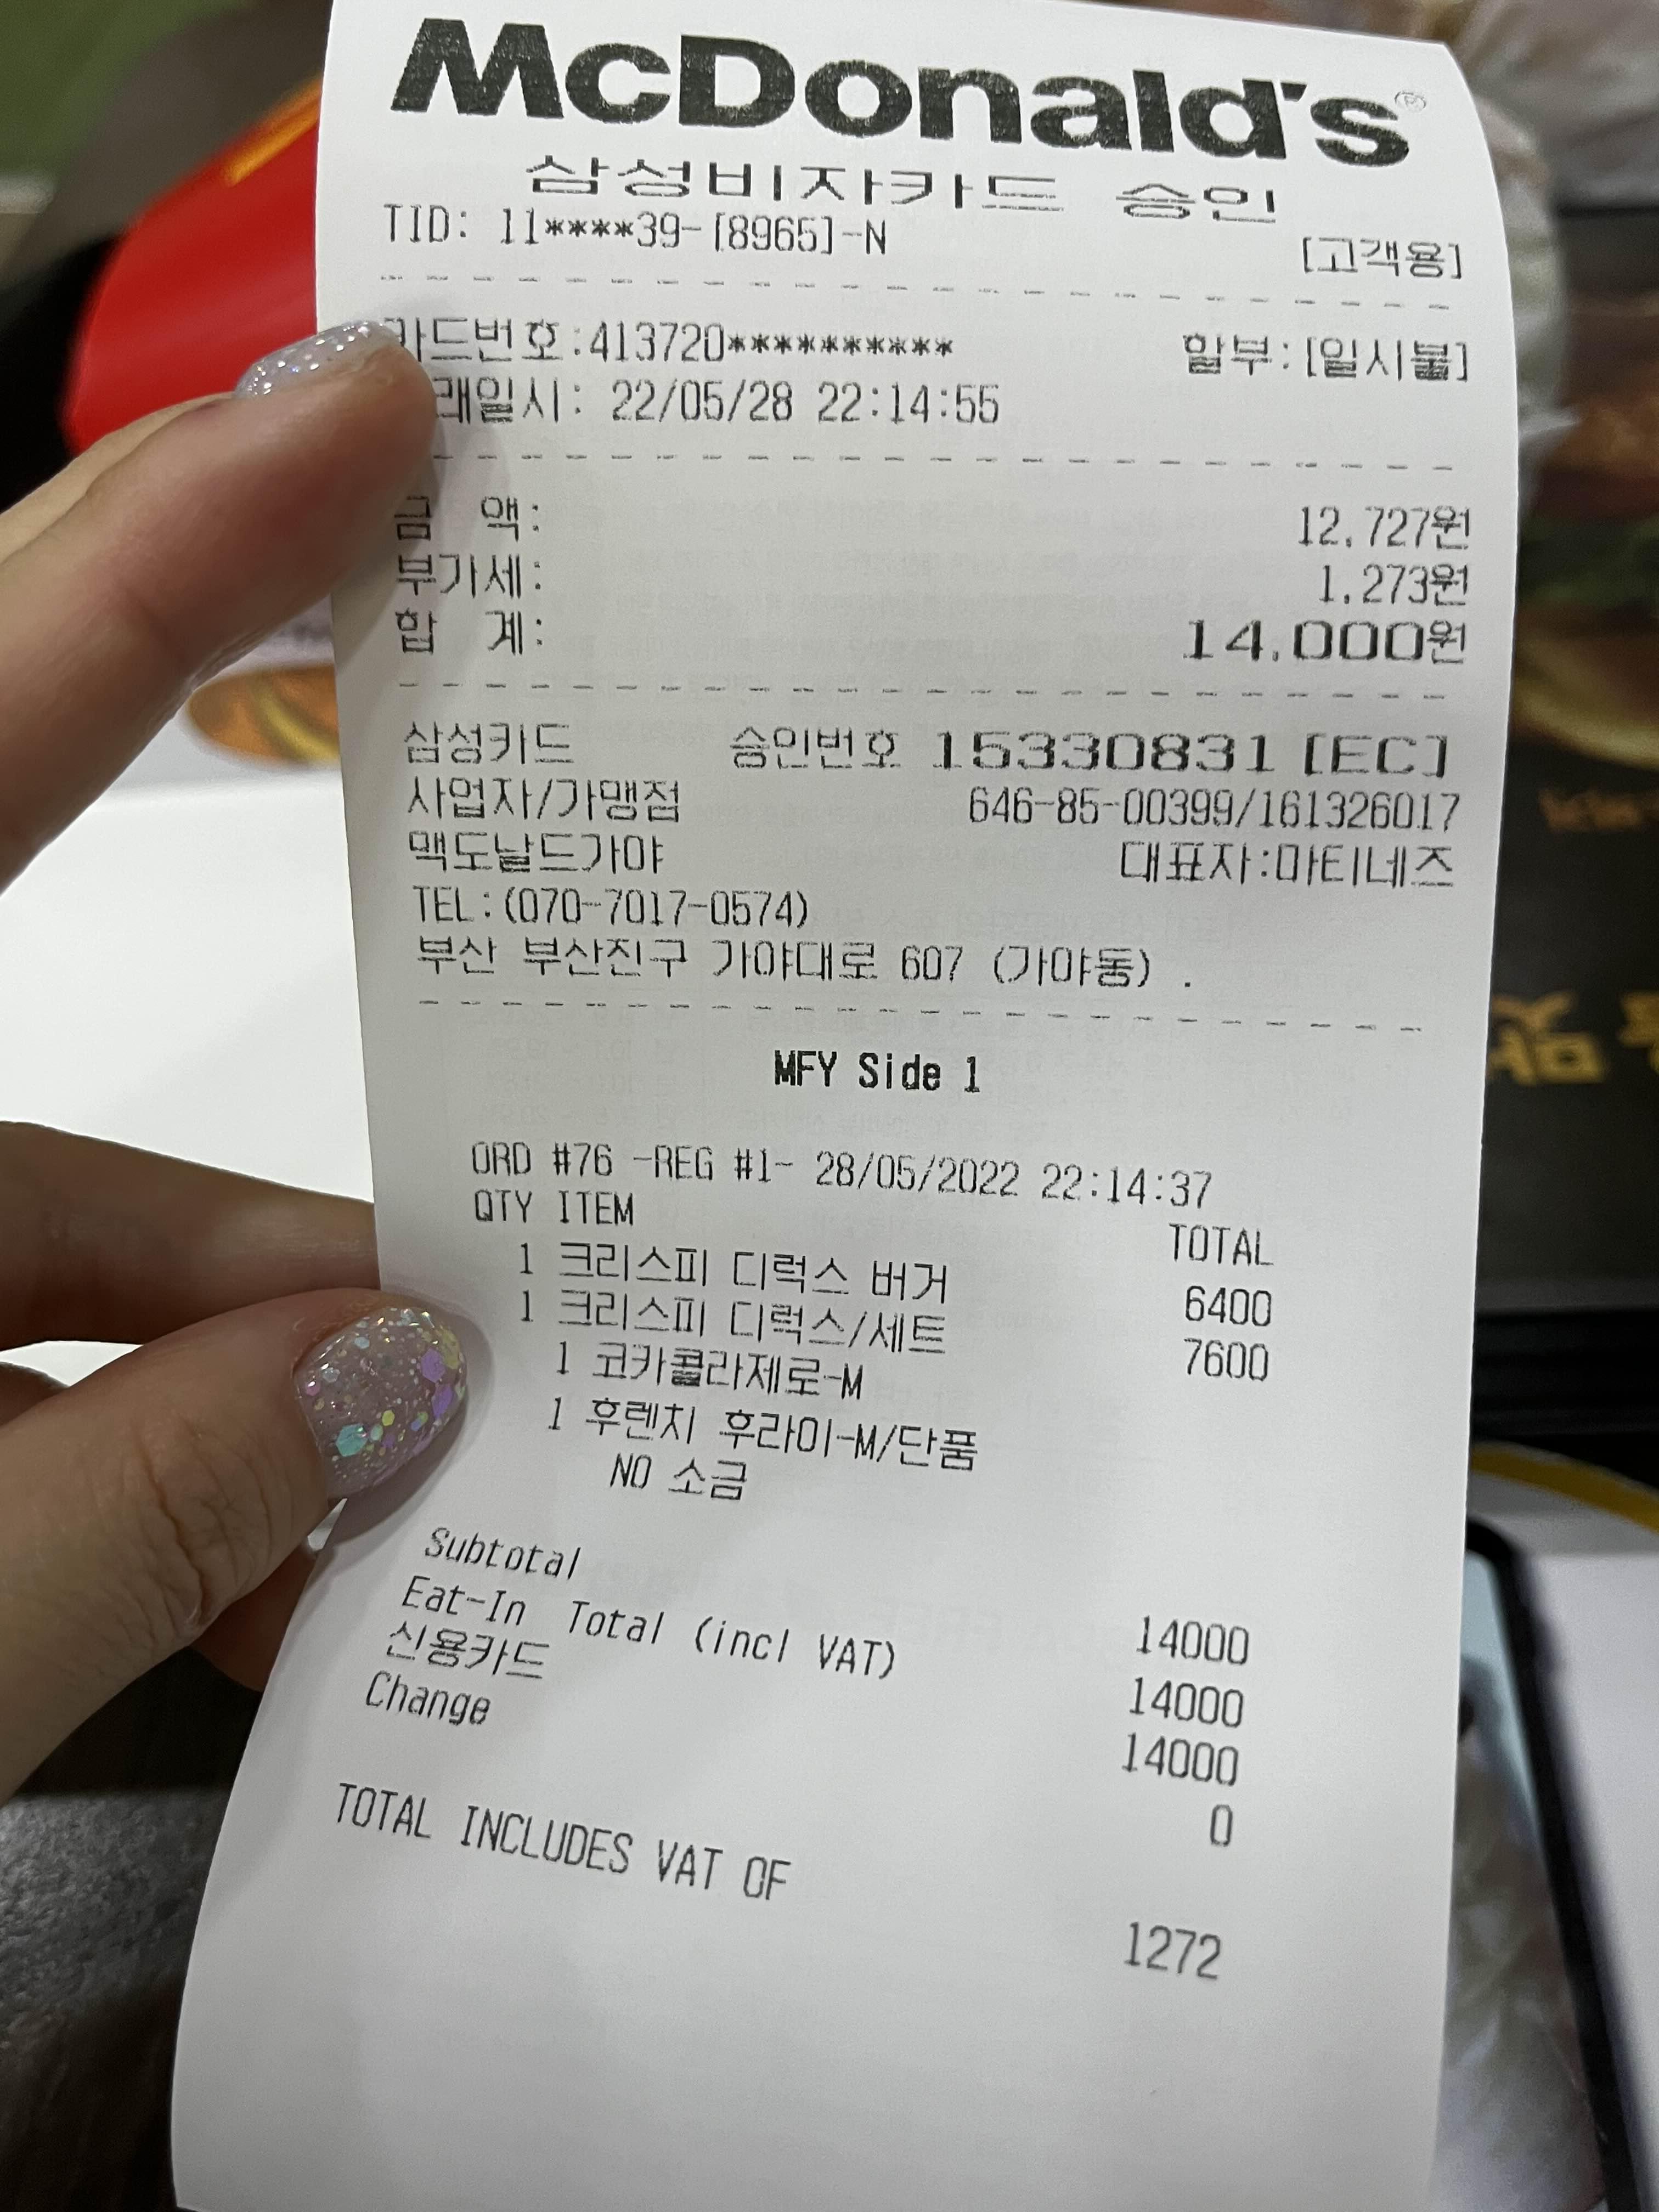 McDonald's®
삼성비자카드 승인
TID: 11****39-[8965]-N
[고객용]
카드번호:413720********** 할부:[일시불]
래일시: 22/05/28 22:14:55
금 액: 12,727원
부가세: 1,273원
합 계: 14,000원
삼성카드 승인번호 15330831 [EC]
사업자/가맹점 646-85-00399/161326017
맥도날드가야 대표자:마티네즈
TEL:(070-7017-0574)
부산 부산진구 가야대로 607 (가야동) .
MFY Side 1
ORD #76 -REG #1- 28/05/2022 22:14:37
QTY ITEM TOTAL
1 크리스피 디럭스 버거 6400
1 크리스피 디럭스/세트 7600
1 코카콜라제로-M
1 후렌치 후라이-M/단품
NO 소금
Subtotal 14000
Eat-In Total (incl VAT) 14000
신용카드 14000
Change 0
TOTAL INCLUDES VAT OF 1272